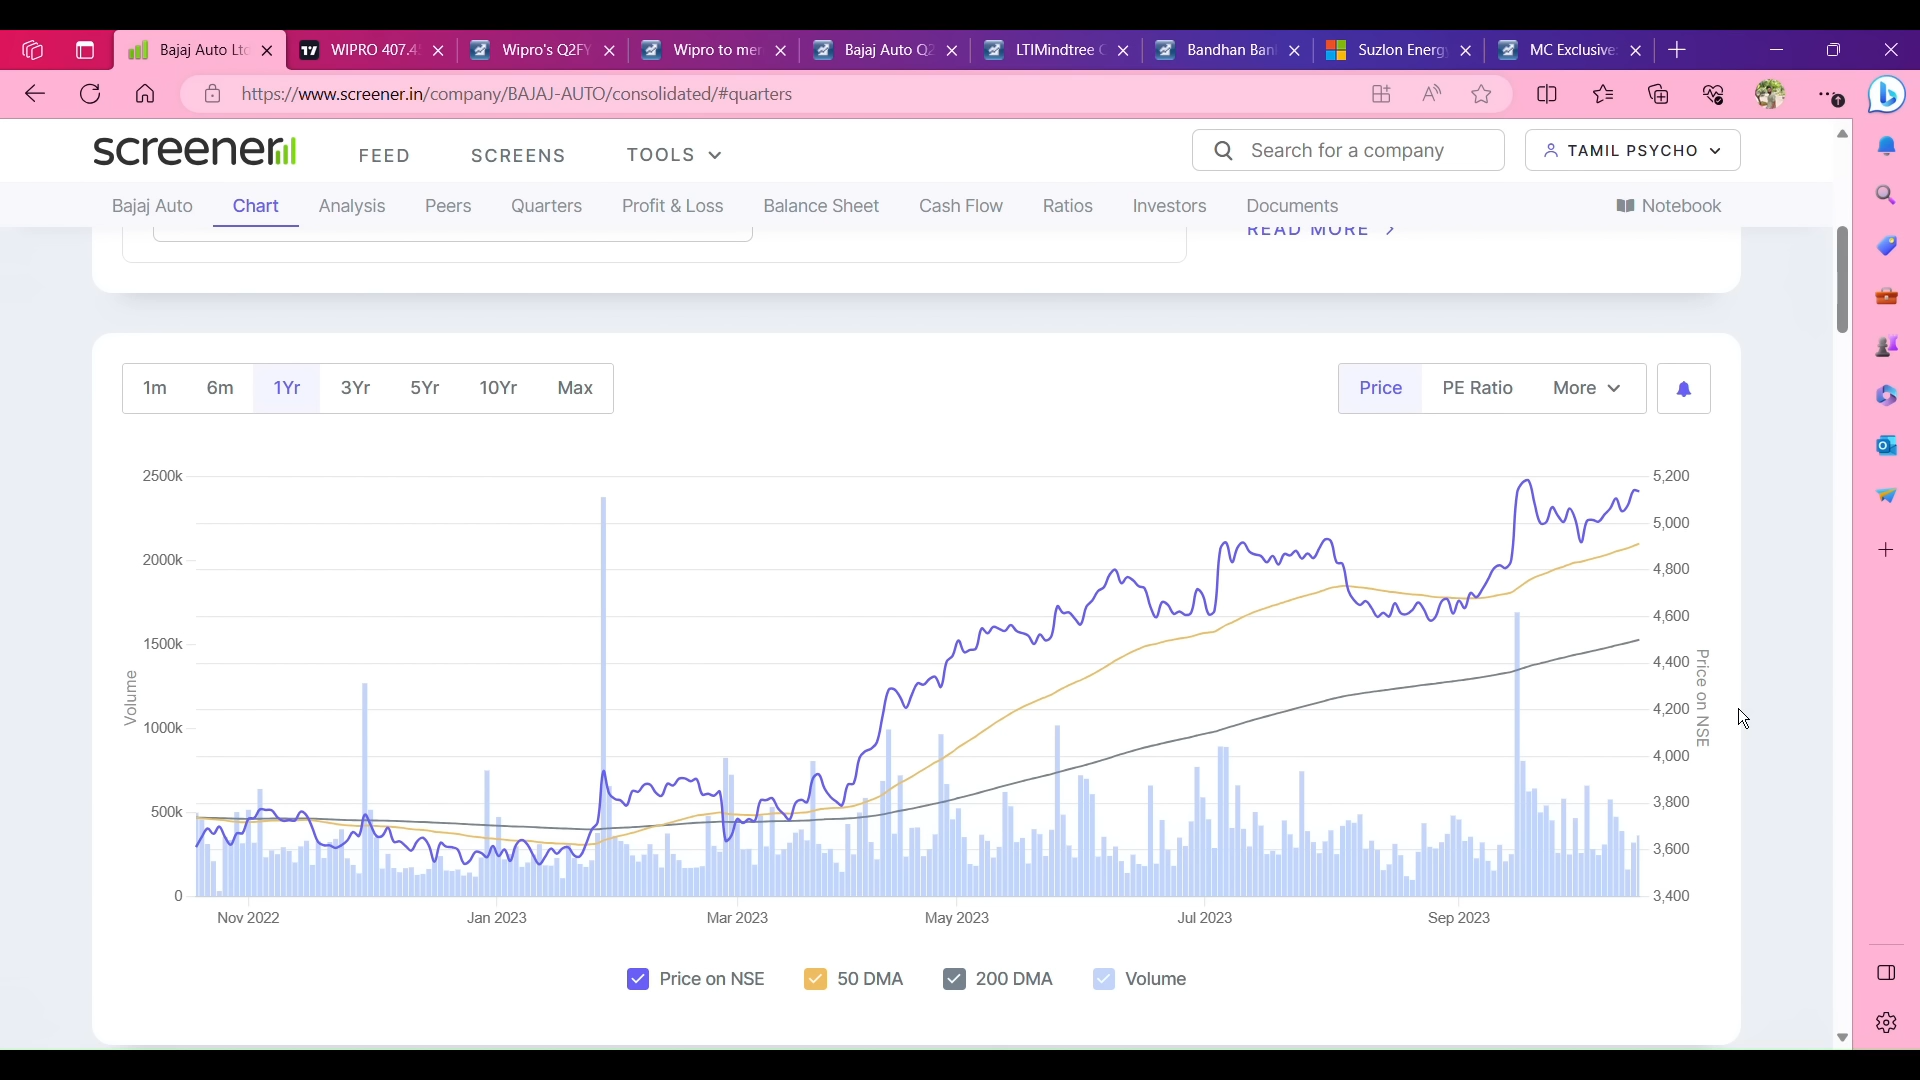 Bajaj Auto Ltd
WIPRO 407.4
Wipro's Q2FY
Wipro to mer
Bajaj Auto Q2
LTIMindtree
Bandhan Ban
Suzlon Energy
MC Exclusive:
https://www.screener.in/company/BAJAJ-AUTO/consolidated/#quarters
screener
FEED
SCREENS
TOOLS
Search for a company
TAMIL PSYCHO
Bajaj Auto
Chart
Analysis
Peers
Quarters
Profit & Loss
Balance Sheet
Cash Flow
Ratios
Investors
Documents
Notebook
READ MORE
1m 6m 1Yr 3Yr 5Yr 10Yr Max
Price PE Ratio More
2500k
2000k
1500k
1000k
500k
0
Volume
5,200
5,000
4,800
4,600
4,400
4,200
4,000
3,800
3,600
3,400
Price on NSE
Nov 2022 Jan 2023 Mar 2023 May 2023 Jul 2023 Sep 2023
Price on NSE 50 DMA 200 DMA Volume